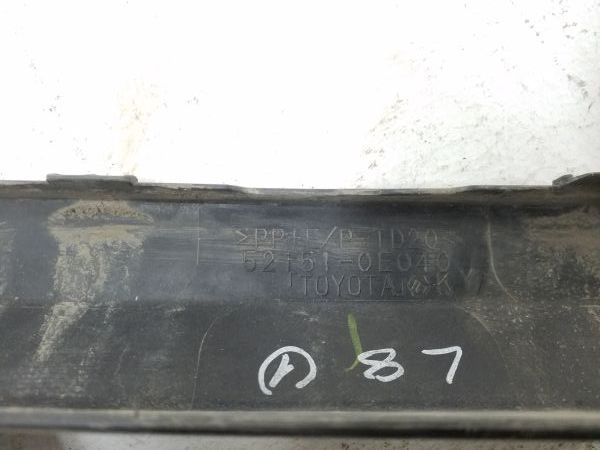 >PP+E/P-TD20<
52151-0E040
TOYOTA K
① 87